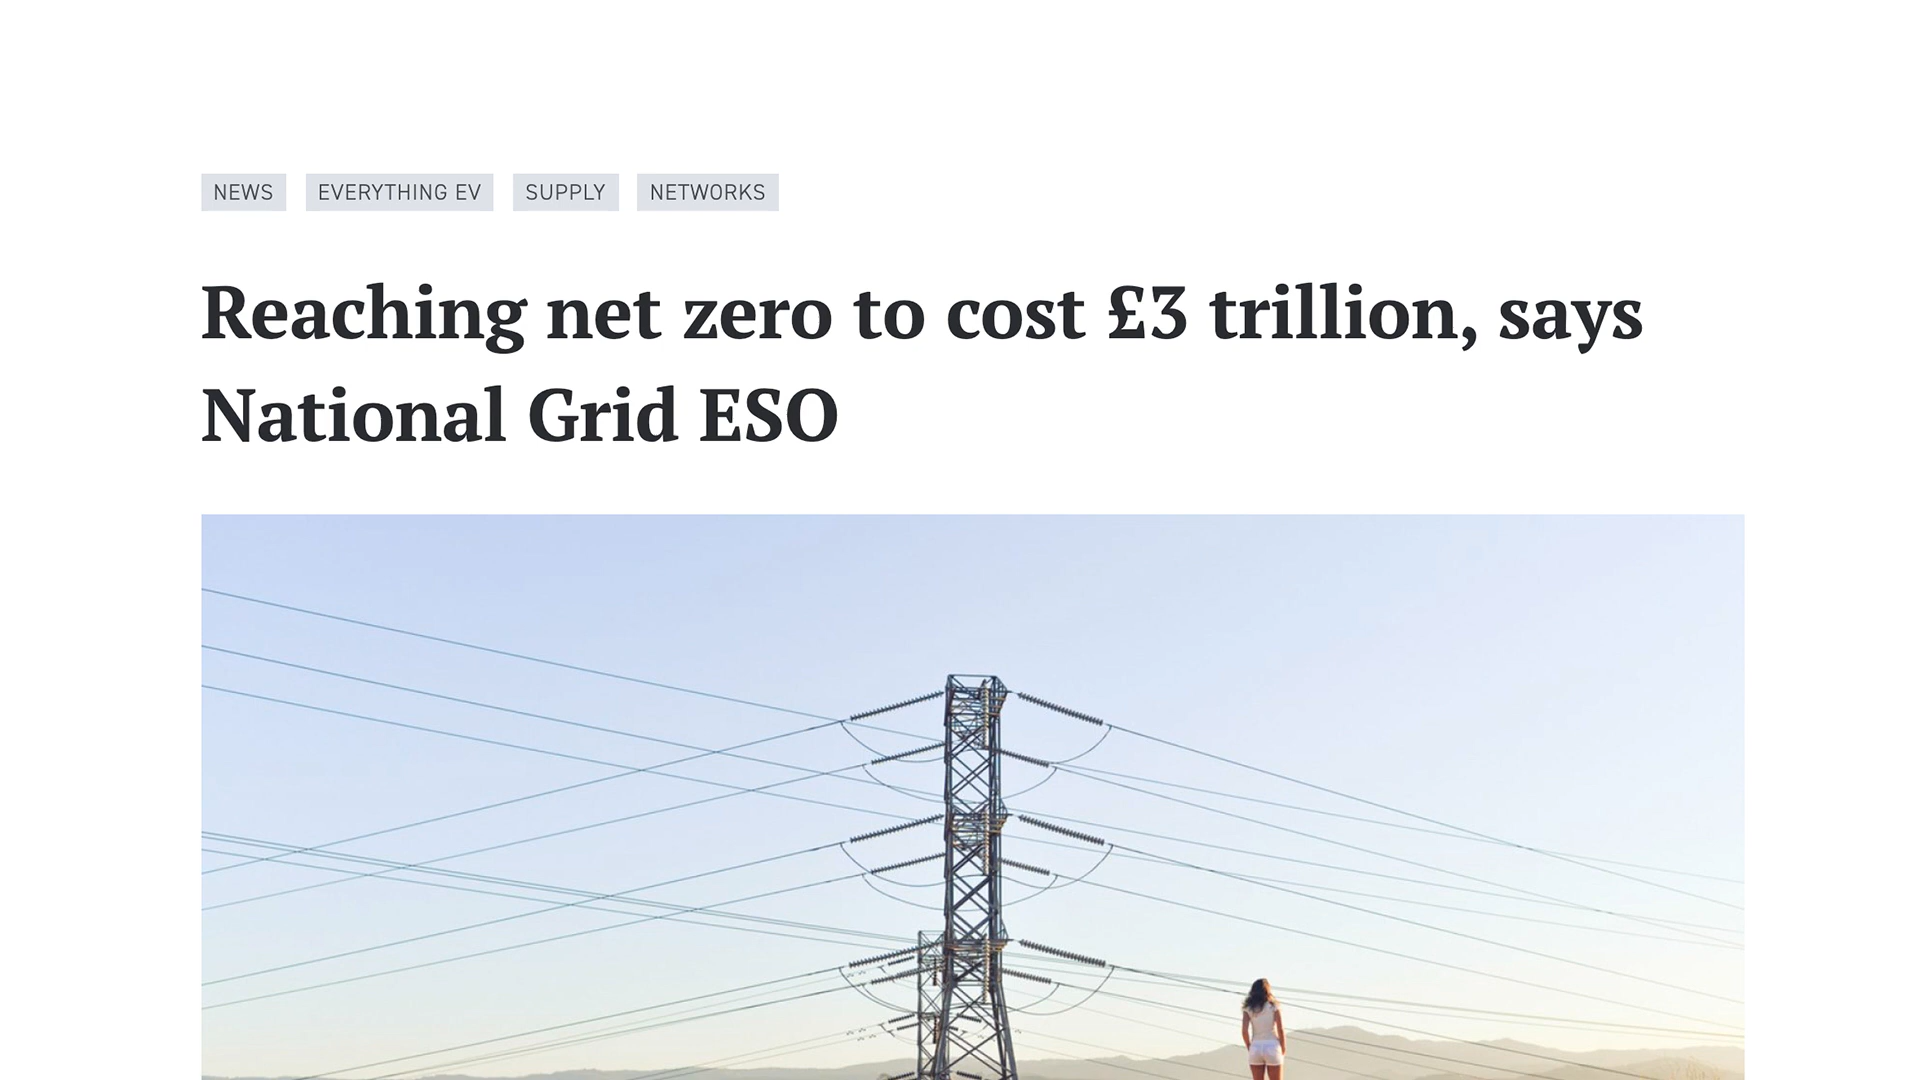 NEWS EVERYTHING EV SUPPLY NETWORKS
Reaching net zero to cost £3 trillion, says
National Grid ESO